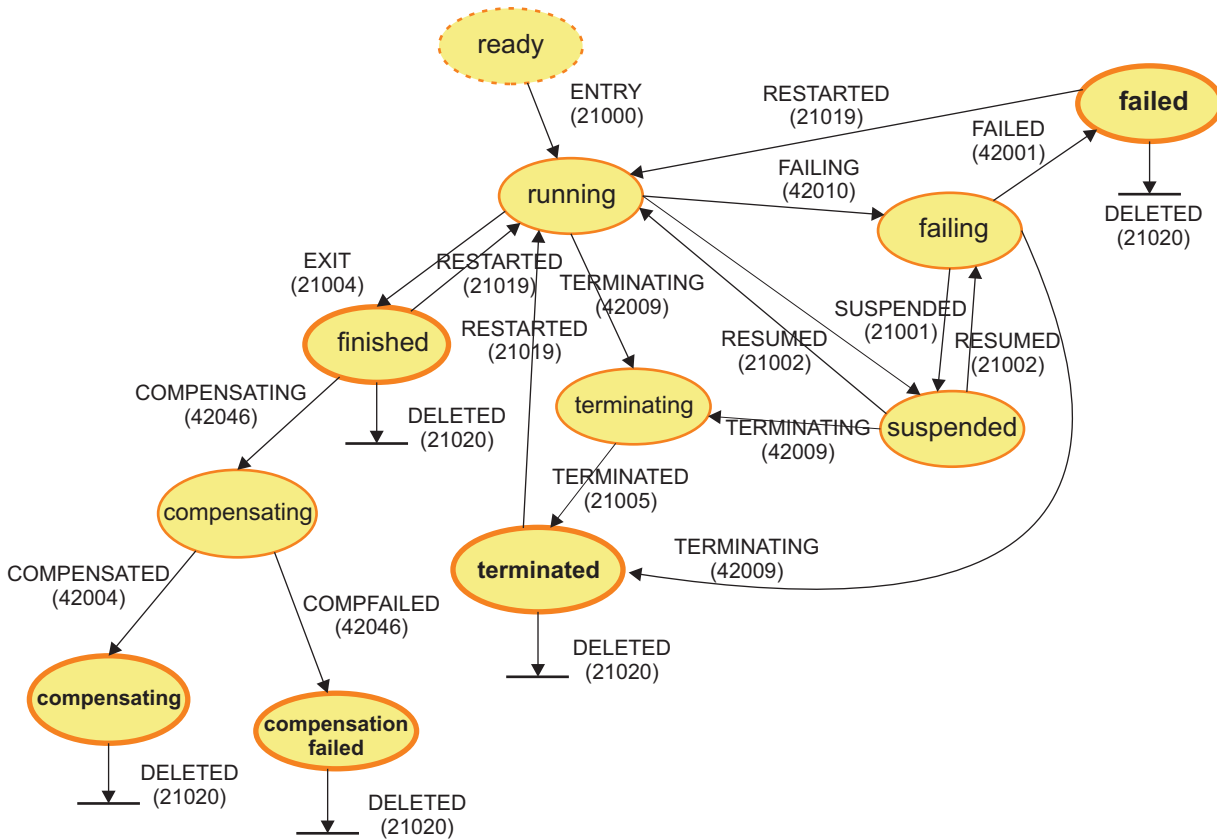 ready
ENTRY
(21000)
RESTARTED
(21019)
failed
FAILED
(42001)
DELETED
(21020)
running
FAILING
(42010)
failing
EXIT
(21004)
RESTARTED
(21019)
TERMINATING
(42009)
RESTARTED
(21019)
SUSPENDED
(21001)
RESUMED
(21002)
RESUMED
(21002)
finished
COMPENSATING
(42046)
DELETED
(21020)
terminating
TERMINATING
(42009)
suspended
TERMINATED
(21005)
compensating
terminated
TERMINATING
(42009)
COMPENSATED
(42004)
COMPFAILED
(42046)
DELETED
(21020)
compensating
compensation
failed
DELETED
(21020)
DELETED
(21020)